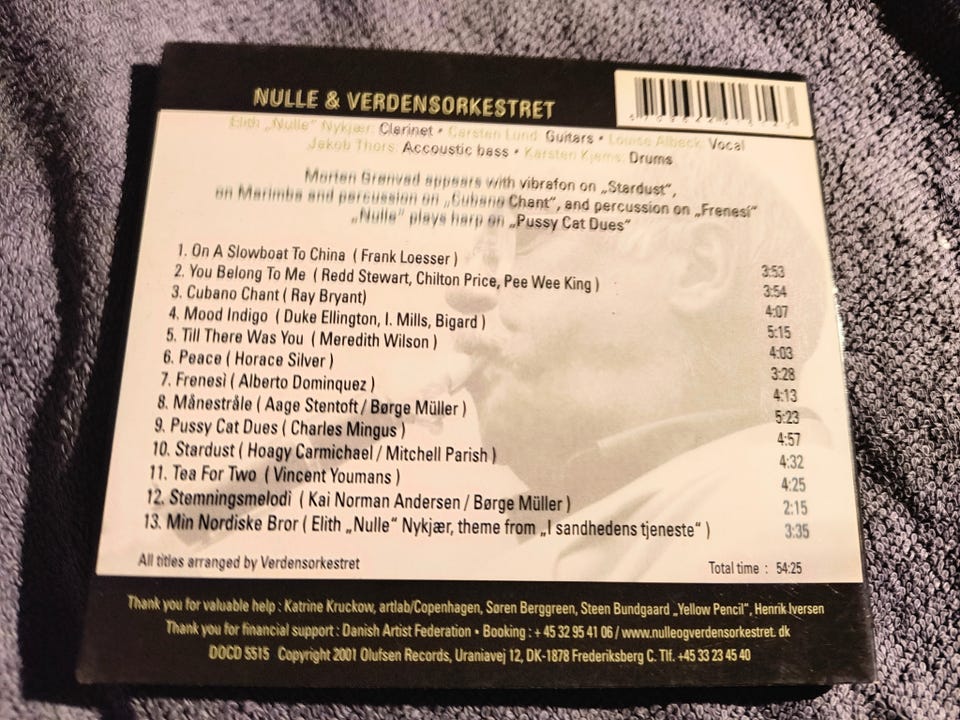 NULLE & VERDENSORKESTRET
Elith „Nulle" Nykjær: Clarinet • Carsten Lund: Guitars • Louise Albeck: Vocal
Jakob Thors: Accoustic bass • Karsten Kjems: Drums
Morten Grønvad appears with vibrafon on „Stardust",
on Marimba and percussion on „Cubano Chant", and percussion on „Frenesí"
„Nulle" plays harp on „Pussy Cat Dues"
1. On A Slowboat To China ( Frank Loesser ) 3:53
2. You Belong To Me ( Redd Stewart, Chilton Price, Pee Wee King ) 3:54
3. Cubano Chant ( Ray Bryant) 4:07
4. Mood Indigo ( Duke Ellington, I. Mills, Bigard ) 5:15
5. Till There Was You ( Meredith Wilson ) 4:03
6. Peace ( Horace Silver ) 3:28
7. Frenesì ( Alberto Dominquez ) 4:13
8. Månestråle ( Aage Stentoft / Børge Müller ) 5:23
9. Pussy Cat Dues ( Charles Mingus ) 4:57
10. Stardust ( Hoagy Carmichael / Mitchell Parish ) 4:32
11. Tea For Two ( Vincent Youmans ) 4:25
12. Stemningsmelodi ( Kai Norman Andersen / Børge Müller ) 2:15
13. Min Nordiske Bror ( Elith „Nulle" Nykjær, theme from „I sandhedens tjeneste" ) 3:35
All titles arranged by Verdensorkestret Total time : 54:25
Thank you for valuable help : Katrine Kruckow, artlab/Copenhagen, Søren Berggreen, Steen Bundgaard „Yellow Pencil", Henrik Iversen
Thank you for financial support : Danish Artist Federation • Booking : + 45 32 95 41 06 / www.nulleogverdensorkestret. dk
DOCD 5515 Copyright 2001 Olufsen Records, Uraniavej 12, DK-1878 Frederiksberg C. Tlf. +45 33 23 45 40